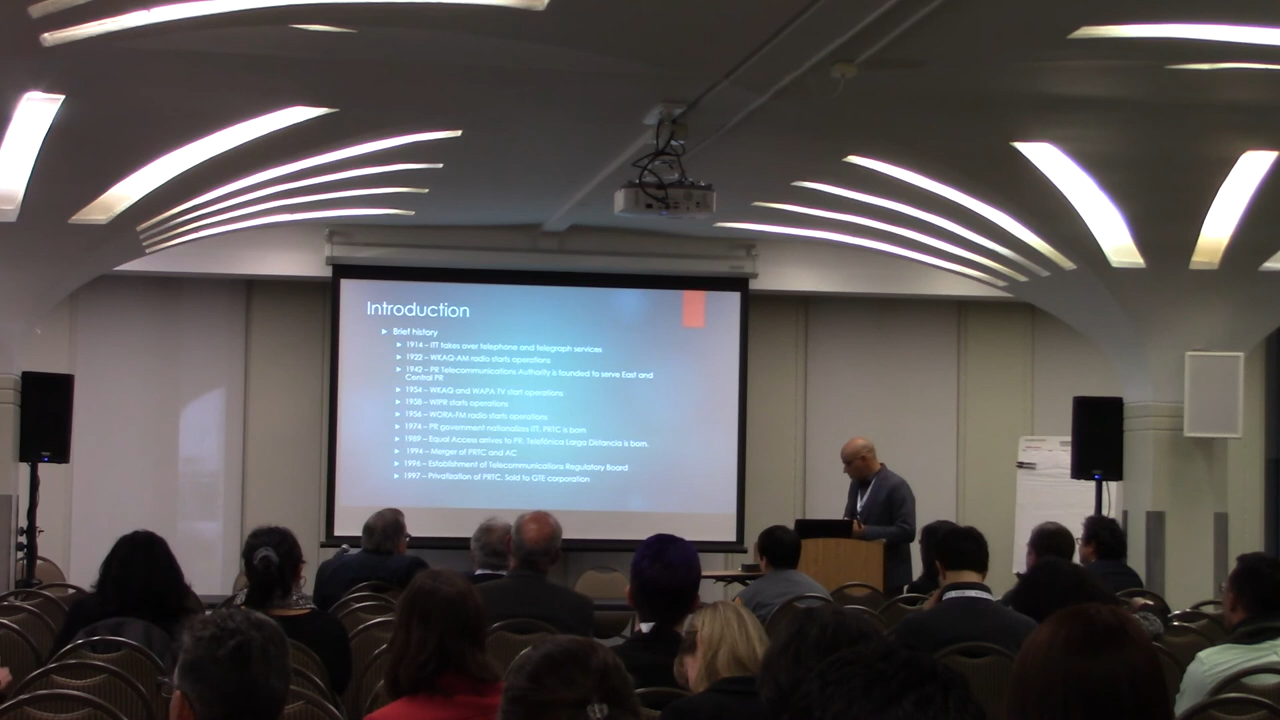 Introduction
Brief history
1914 – ITT takes over telephone and telegraph services
1922 – WKAQ-AM radio starts operations
1942 – PR Telecommunications Authority is founded to serve East and
Central PR
1954 – WKAQ and WAPA TV start operations
1958 – WIPR starts operations
1956 – WORA-FM radio starts operations
1974 – PR government nationalizes ITT, PRTC is born
1989 – Equal Access arrives to PR, Telefónica Larga Distancia is born.
1994 – Merger of PRTC and AC
1996 – Establishment of Telecommunications Regulatory Board
1997 – Privatization of PRTC. Sold to GTE corporation